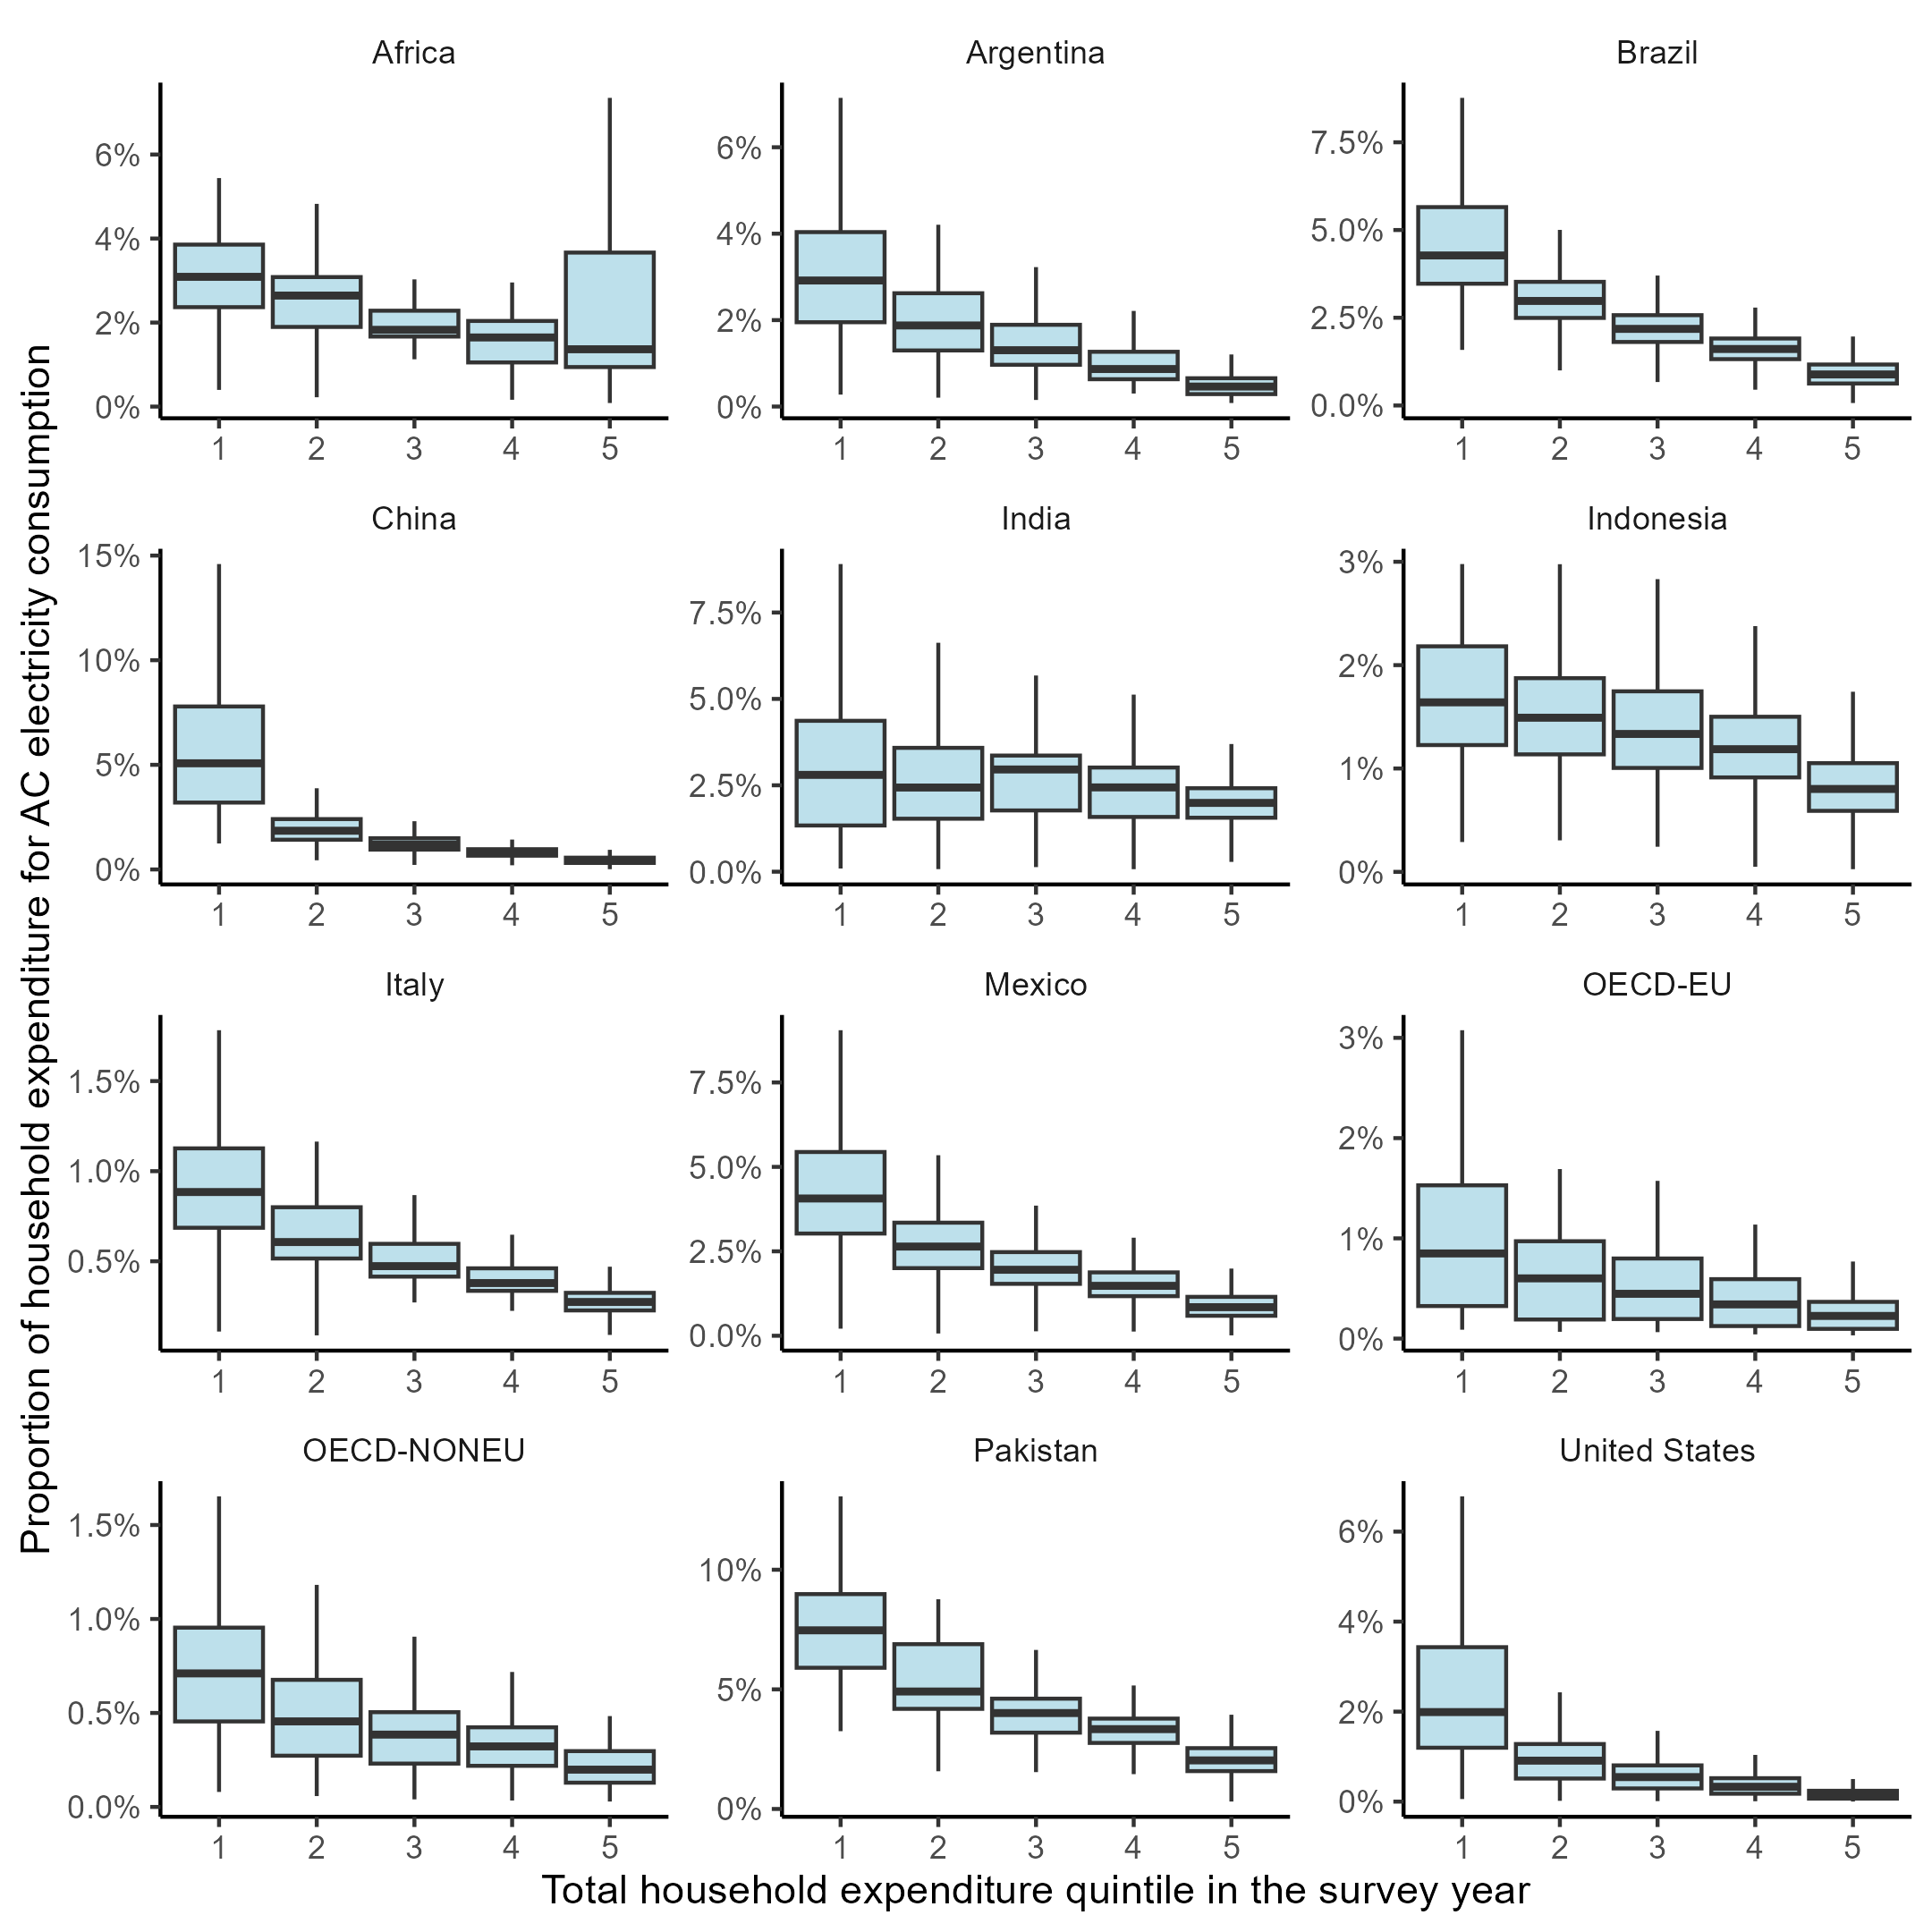 Proportion of household expenditure for AC electricity consumption
Africa
6%
4%
2%
0%
1 2 3 4 5
Argentina
6%
4%
2%
0%
1 2 3 4 5
Brazil
7.5%
5.0%
2.5%
0.0%
1 2 3 4 5
China
15%
10%
5%
0%
1 2 3 4 5
India
7.5%
5.0%
2.5%
0.0%
1 2 3 4 5
Indonesia
3%
2%
1%
0%
1 2 3 4 5
Italy
1.5%
1.0%
0.5%
1 2 3 4 5
Mexico
7.5%
5.0%
2.5%
0.0%
1 2 3 4 5
OECD-EU
3%
2%
1%
0%
1 2 3 4 5
OECD-NONEU
1.5%
1.0%
0.5%
0.0%
1 2 3 4 5
Pakistan
10%
5%
0%
1 2 3 4 5
United States
6%
4%
2%
0%
1 2 3 4 5
Total household expenditure quintile in the survey year